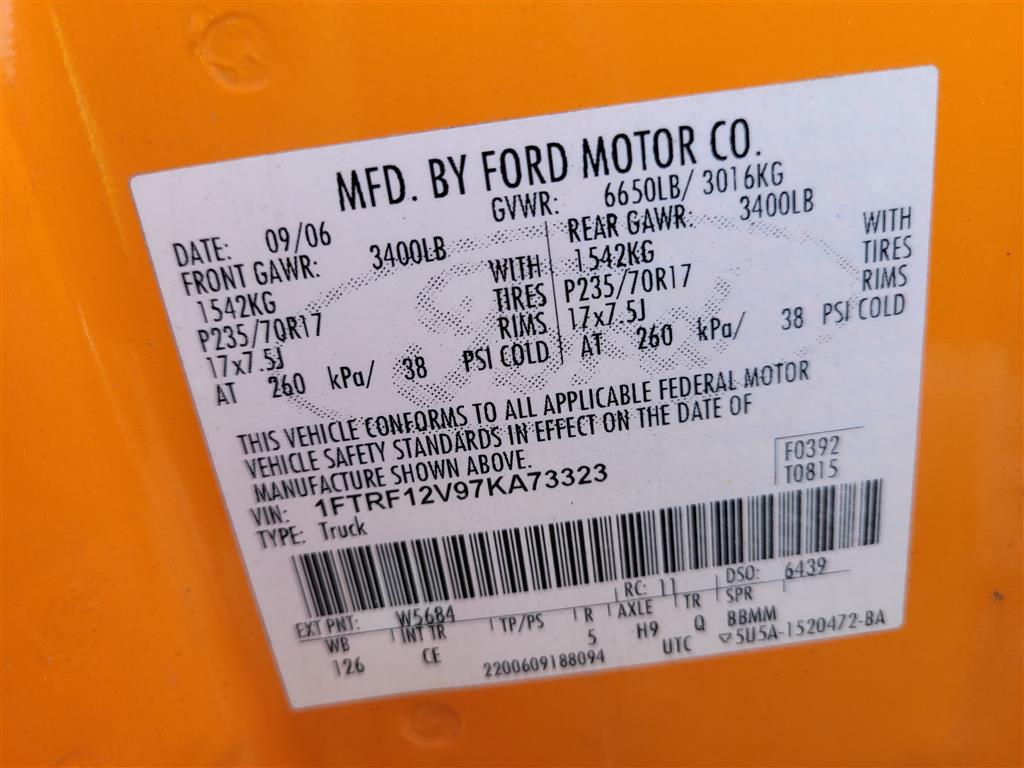 MFD. BY FORD MOTOR CO.
DATE: 09/06 GVWR: 6650LB/ 3016KG
FRONT GAWR: 3400LB REAR GAWR: 3400LB
1542KG WITH 1542KG WITH
P235/70R17 TIRES P235/70R17 TIRES
17x7.5J RIMS 17x7.5J RIMS
AT 260 kPa/ 38 PSI COLD AT 260 kPa/ 38 PSI COLD
THIS VEHICLE CONFORMS TO ALL APPLICABLE FEDERAL MOTOR
VEHICLE SAFETY STANDARDS IN EFFECT ON THE DATE OF
MANUFACTURE SHOWN ABOVE.
F0392
VIN: 1FTRF12V97KA73323
T0815
TYPE: Truck
EXT PNT: W5684 RC: 11 DSO: 6439
WB INT TR TP/PS R AXLE TR SPR
126 CE 5 H9 Q BBMM
2200609188094 UTC ▽5U5A-1520472-BA